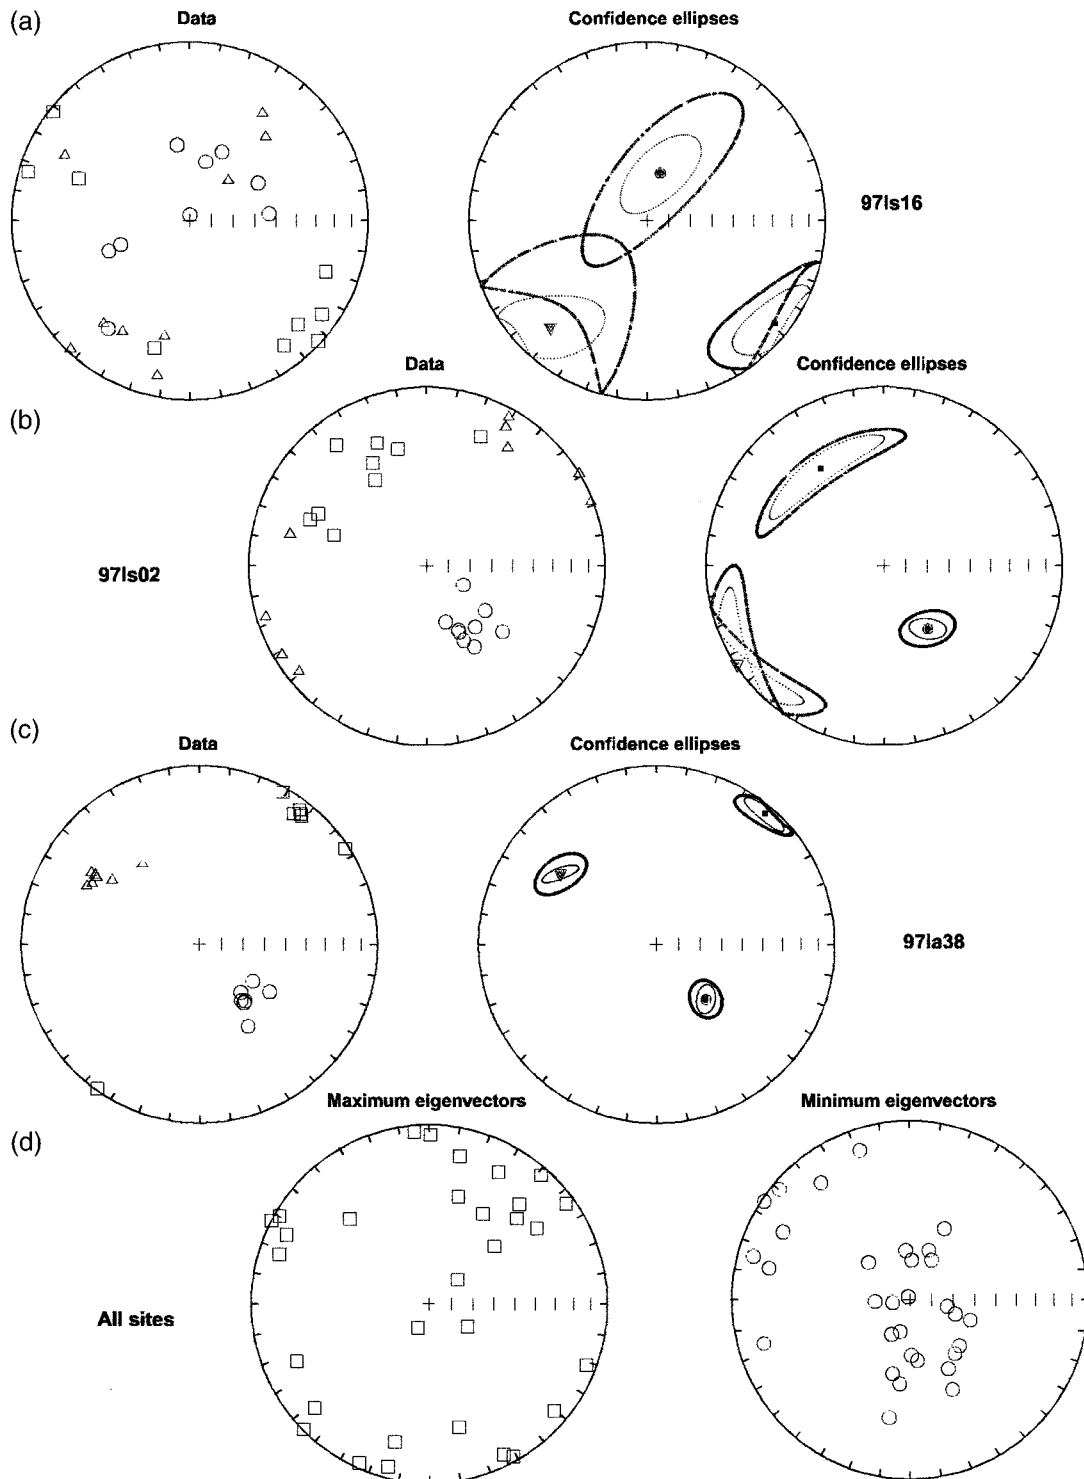 (a)
Data
Confidence ellipses
97ls16
Data
Confidence ellipses
(b)
97ls02
(c)
Data
Confidence ellipses
97la38
Maximum eigenvectors
Minimum eigenvectors
(d)
All sites